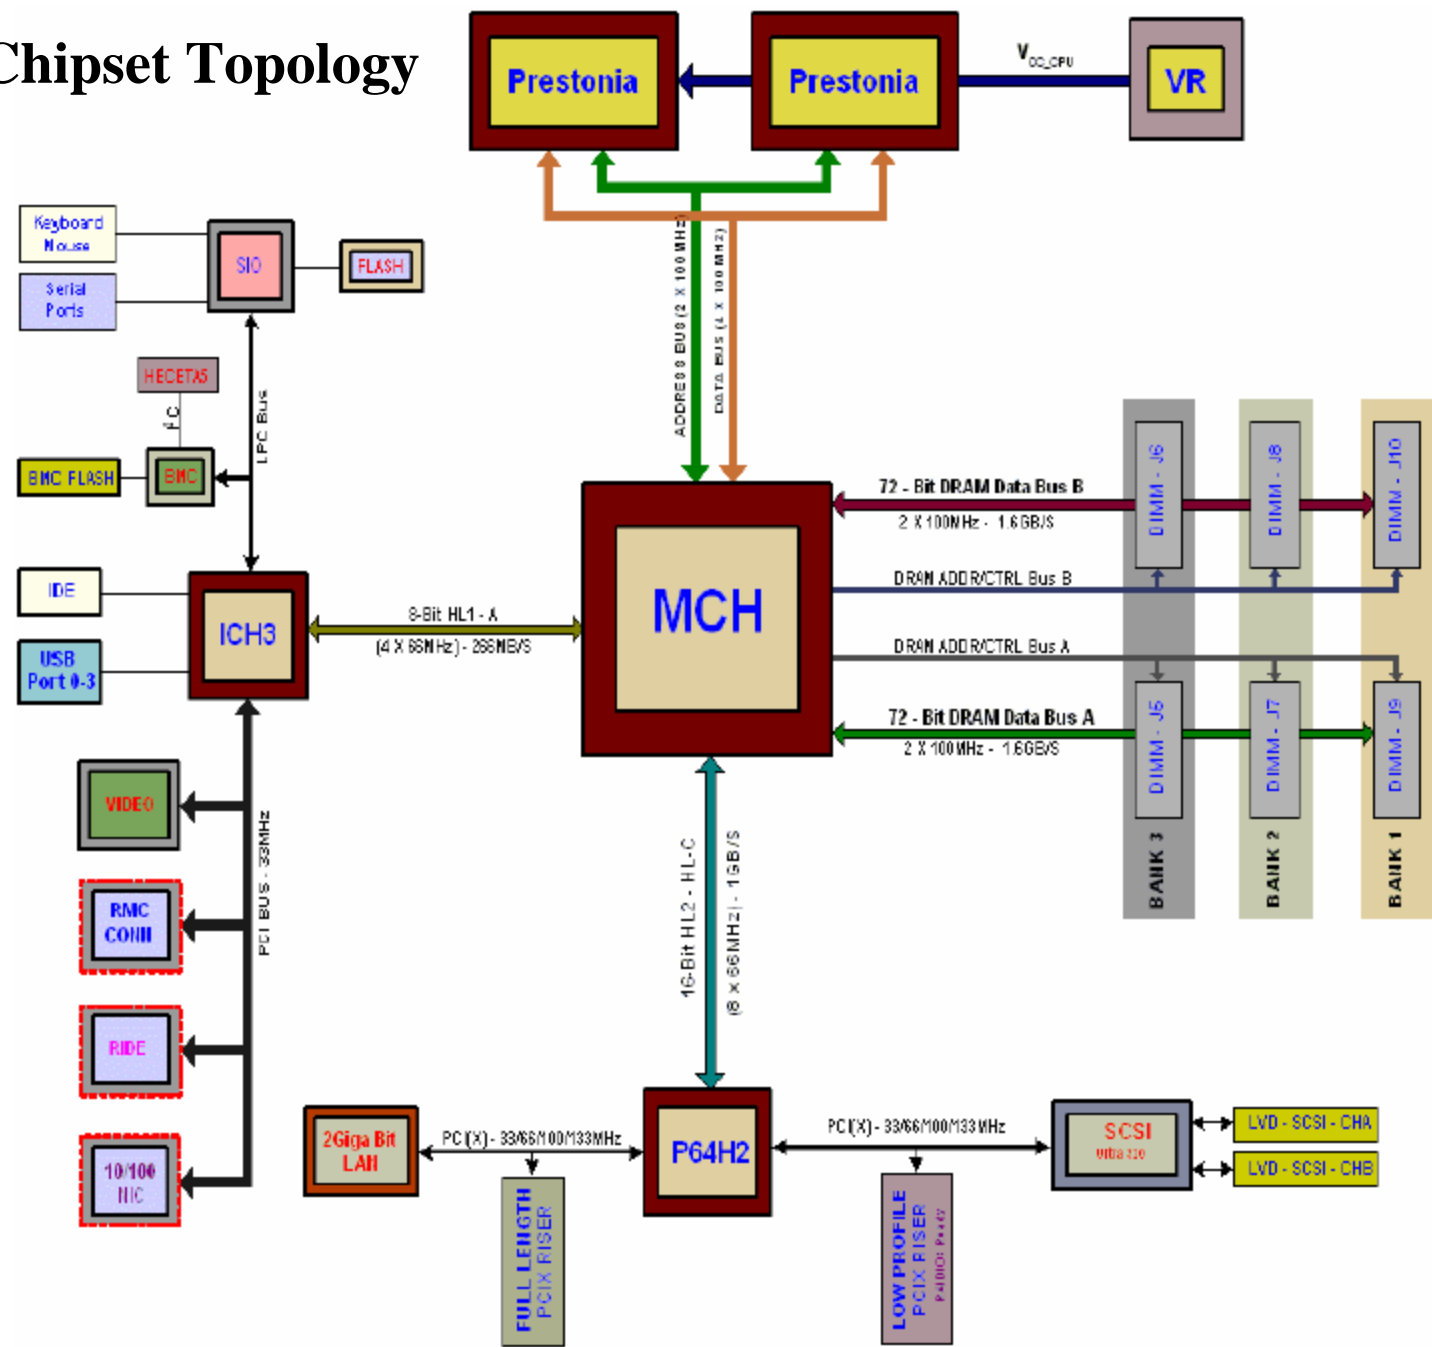 Chipset Topology
Prestonia
Prestonia
VCC_CPU
VR
Keyboard
Mouse
Serial
Ports
SIO
FLASH
ADDRESS BUS (2 X 100 MHz)
DATA BUS (4 X 100 MHz)
HECETA5
I²C
LPC Bus
BMC FLASH
BMC
IDE
USB
Port 0-3
ICH3
8-Bit HL1 - A
(4 X 66MHz) - 266MB/S
MCH
72 - Bit DRAM Data Bus B
2 X 100MHz - 1.6GB/S
DRAM ADDR/CTRL Bus B
DRAM ADDR/CTRL Bus A
72 - Bit DRAM Data Bus A
2 X 100MHz - 1.6GB/S
DIMM - J6
DIMM - J8
DIMM - J10
DIMM - J5
DIMM - J7
DIMM - J9
BANK 3
BANK 2
BANK 1
VIDEO
RMC
CONN
RIDE
10/100
NIC
PCI BUS - 33MHz
16-Bit HL2 - HL-C
(8 x 66MHz) - 1GB/S
2Giga Bit
LAN
PCI(X) - 33/66/100/133MHz
P64H2
PCI(X) - 33/66/100/133MHz
SCSI
Ultra 320
LVD - SCSI - CHA
LVD - SCSI - CHB
FULL LENGTH
PCIX RISER
LOW PROFILE
PCIX RISER
Ready